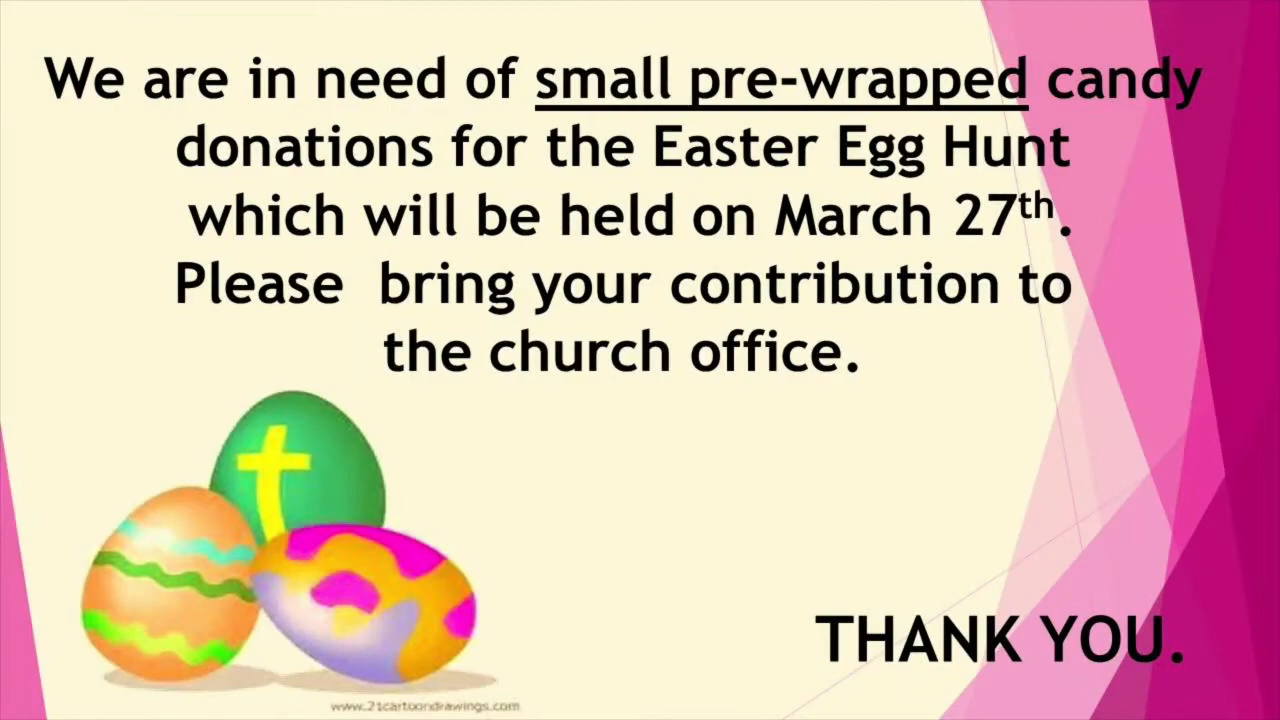 We are in need of small pre-wrapped candy
donations for the Easter Egg Hunt
which will be held on March 27th.
Please bring your contribution to
the church office.
THANK YOU.
www.21cartoondrawings.com